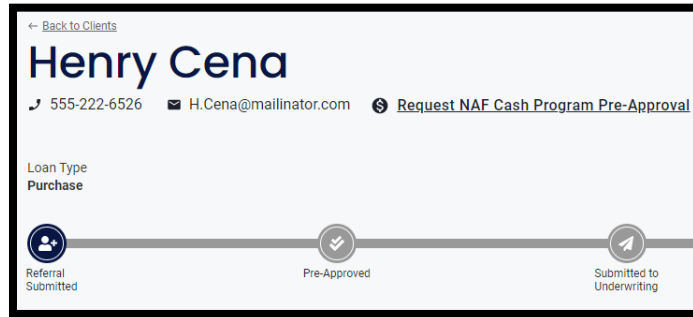 ← Back to Clients
Henry Cena
555-222-6526 H.Cena@mailinator.com Request NAF Cash Program Pre-Approval
Loan Type
Purchase
Referral
Submitted
Pre-Approved
Submitted to
Underwriting